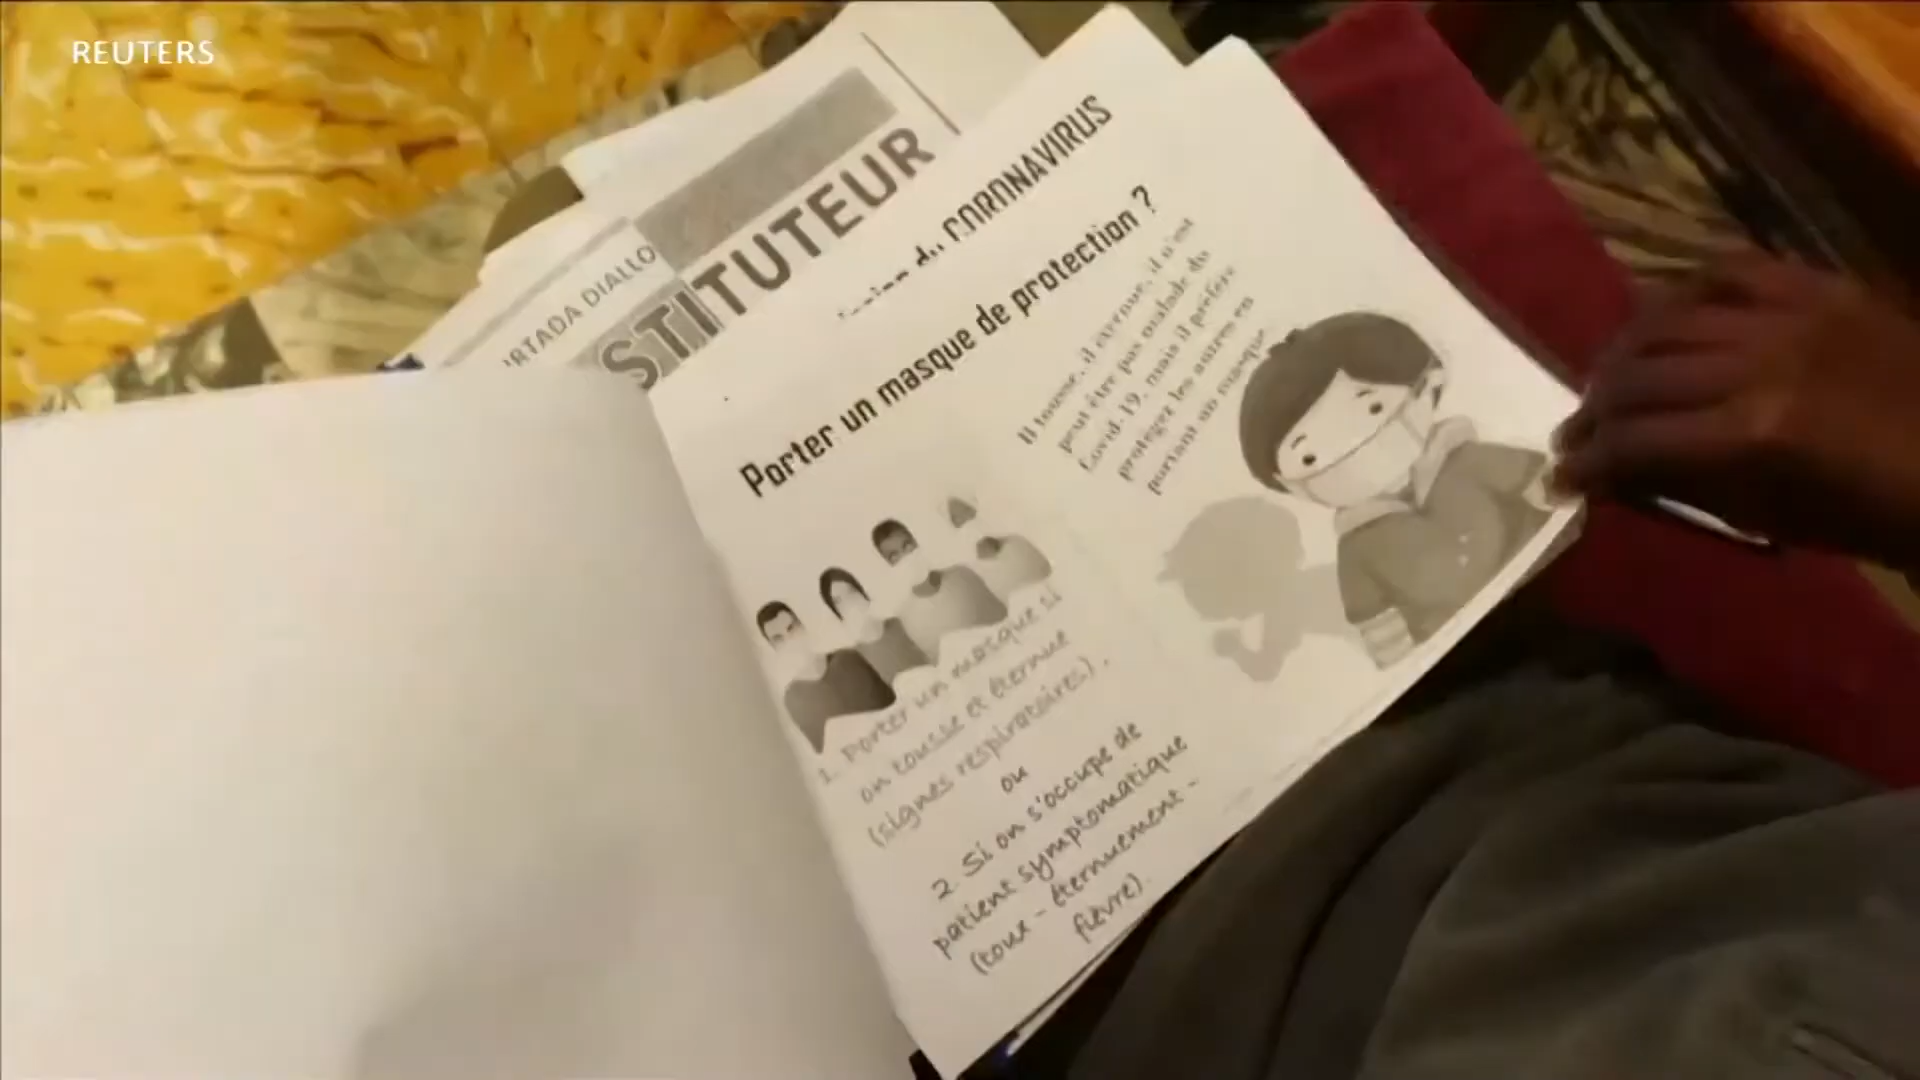 REUTERS
DIALLO
STITUTEUR
du CORONAVIRUS
Porter un masque de protection ?
Il tousse, il éternue, il n'est
peut être pas malade du
Covid-19, mais il préfère
protéger les autres en
portant un masque
1. Porter un masque si
on tousse et éternue
(signes respiratoires),
ou
2. Si on s'occupe de
patient symptomatique
(toux - éternuement -
fièvre).